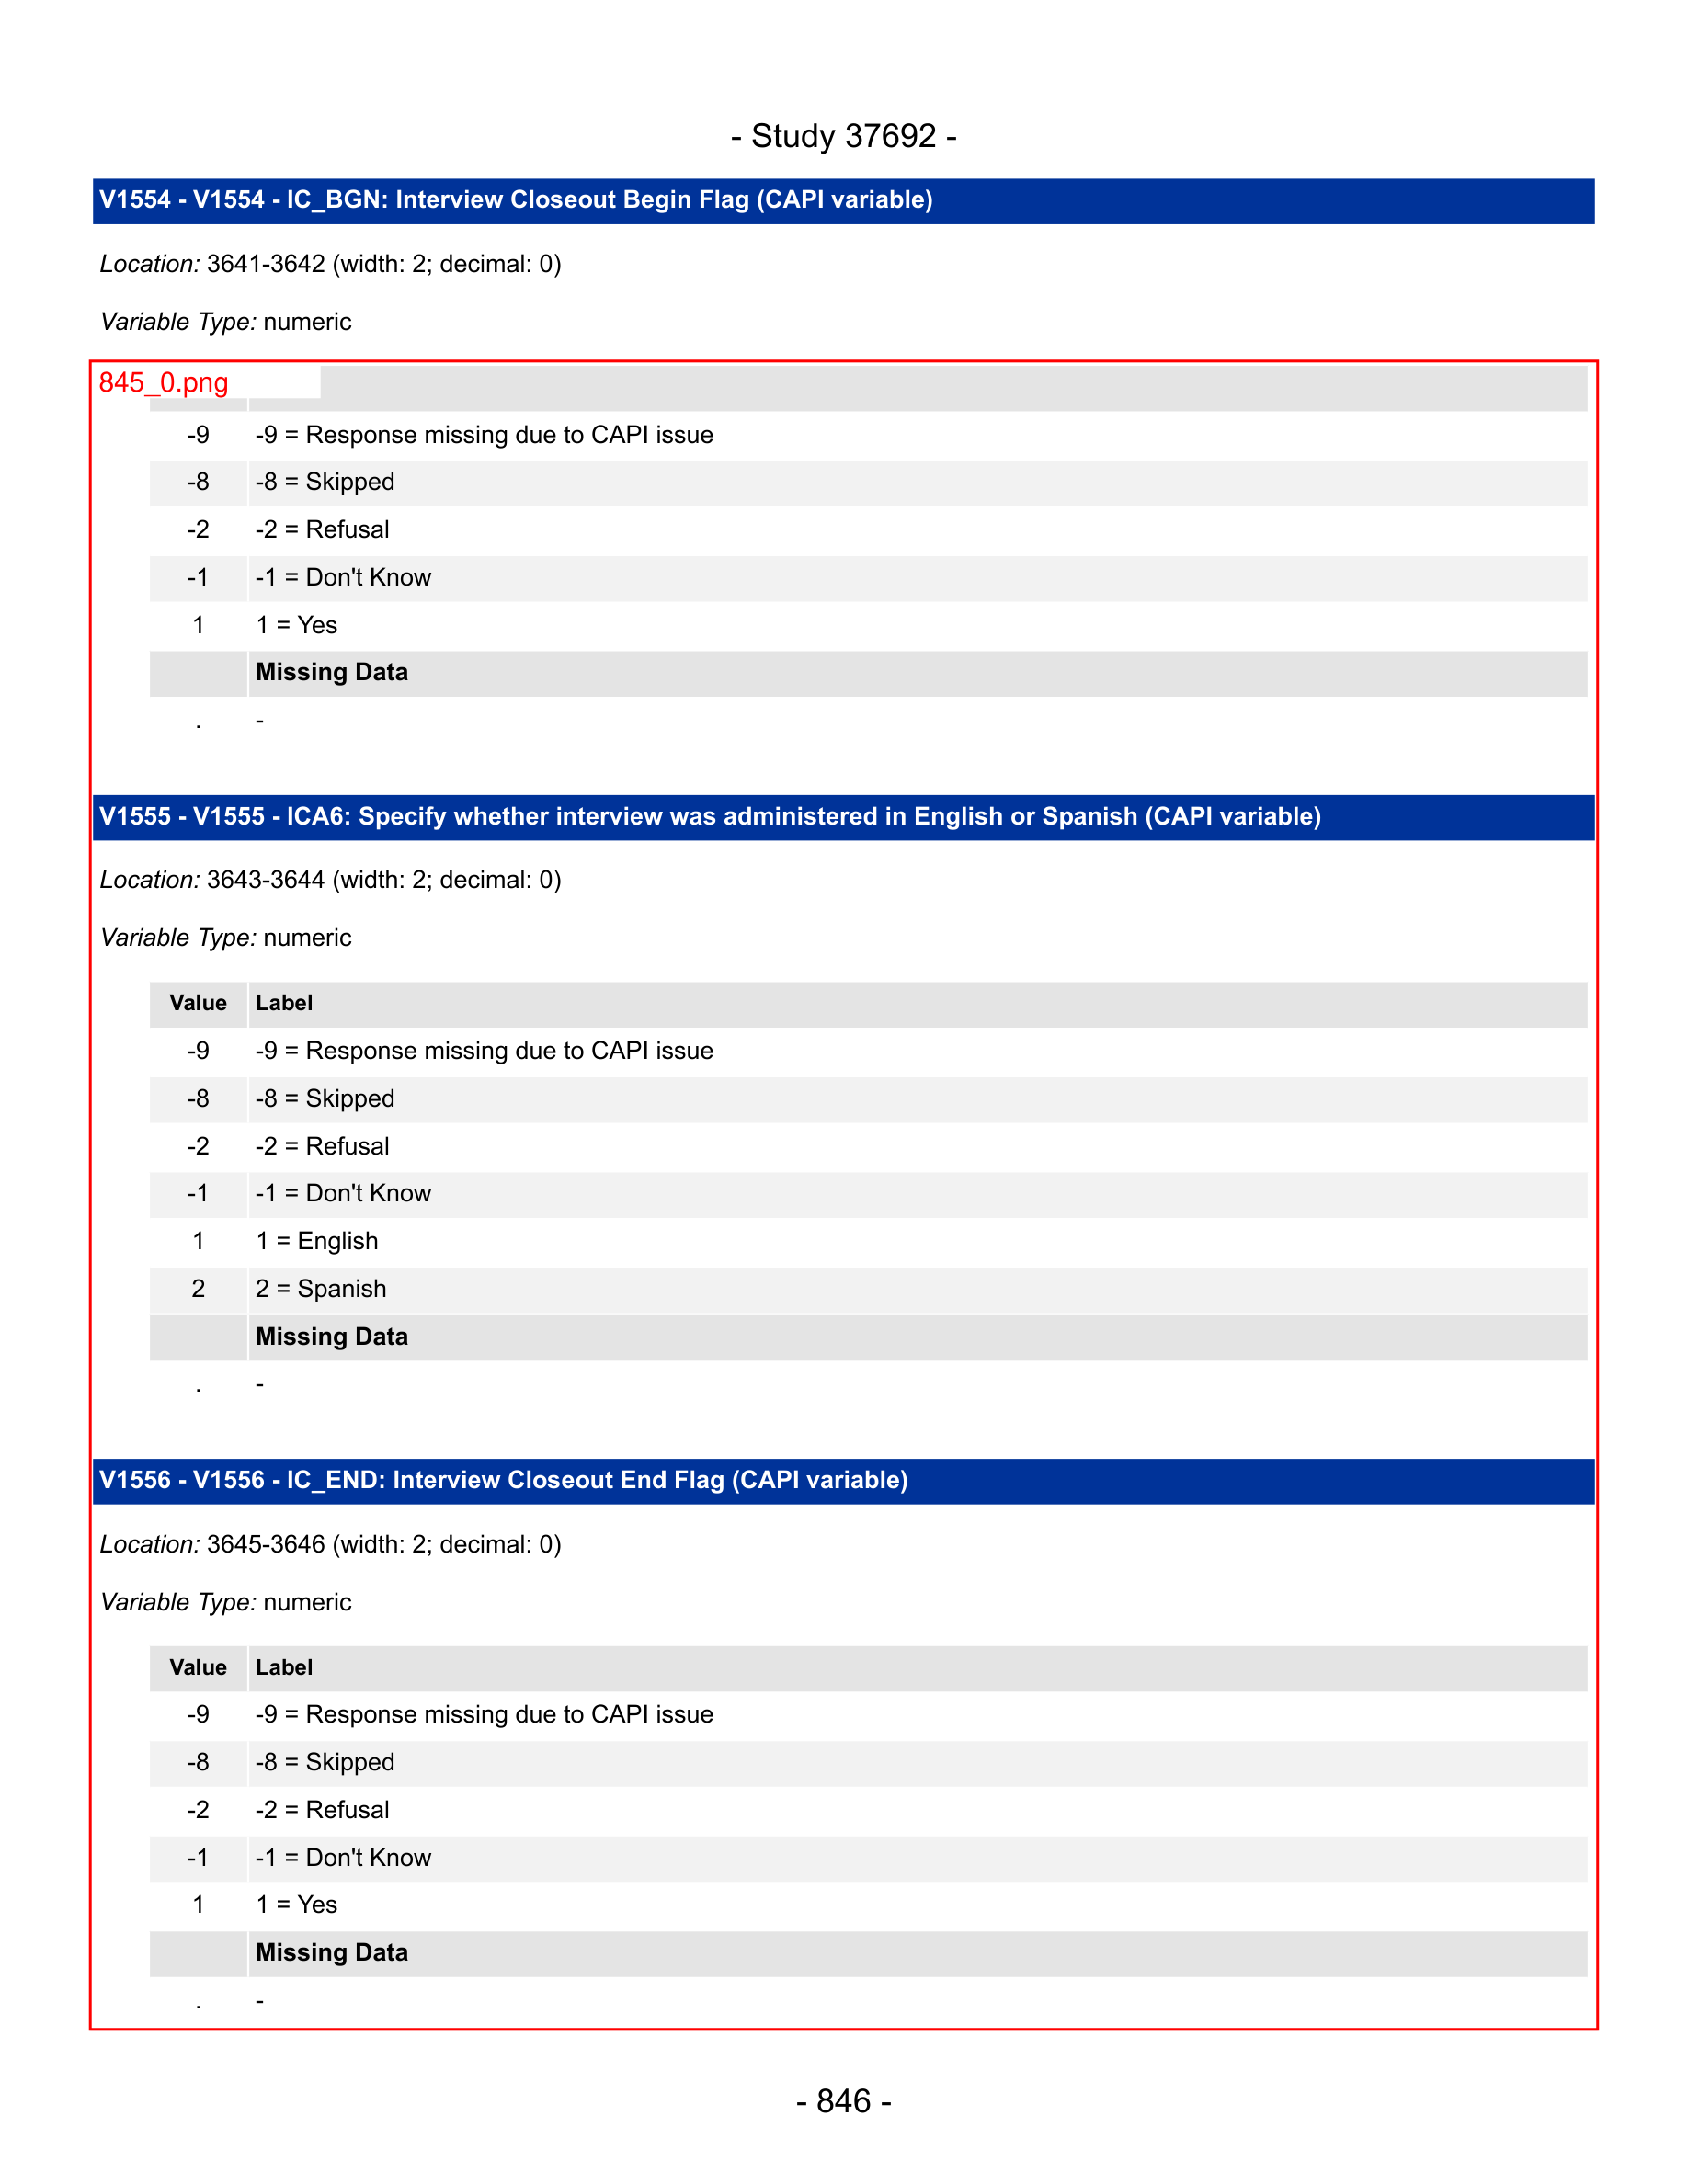 - Study 37692 -
V1554 - V1554 - IC_BGN: Interview Closeout Begin Flag (CAPI variable)
Location: 3641-3642 (width: 2; decimal: 0)
Variable Type: numeric
845_0.png
-9 -9 = Response missing due to CAPI issue
-8 -8 = Skipped
-2 -2 = Refusal
-1 -1 = Don't Know
1 1 = Yes
Missing Data
. -
V1555 - V1555 - ICA6: Specify whether interview was administered in English or Spanish (CAPI variable)
Location: 3643-3644 (width: 2; decimal: 0)
Variable Type: numeric
Value Label
-9 -9 = Response missing due to CAPI issue
-8 -8 = Skipped
-2 -2 = Refusal
-1 -1 = Don't Know
1 1 = English
2 2 = Spanish
Missing Data
. -
V1556 - V1556 - IC_END: Interview Closeout End Flag (CAPI variable)
Location: 3645-3646 (width: 2; decimal: 0)
Variable Type: numeric
Value Label
-9 -9 = Response missing due to CAPI issue
-8 -8 = Skipped
-2 -2 = Refusal
-1 -1 = Don't Know
1 1 = Yes
Missing Data
. -
- 846 -